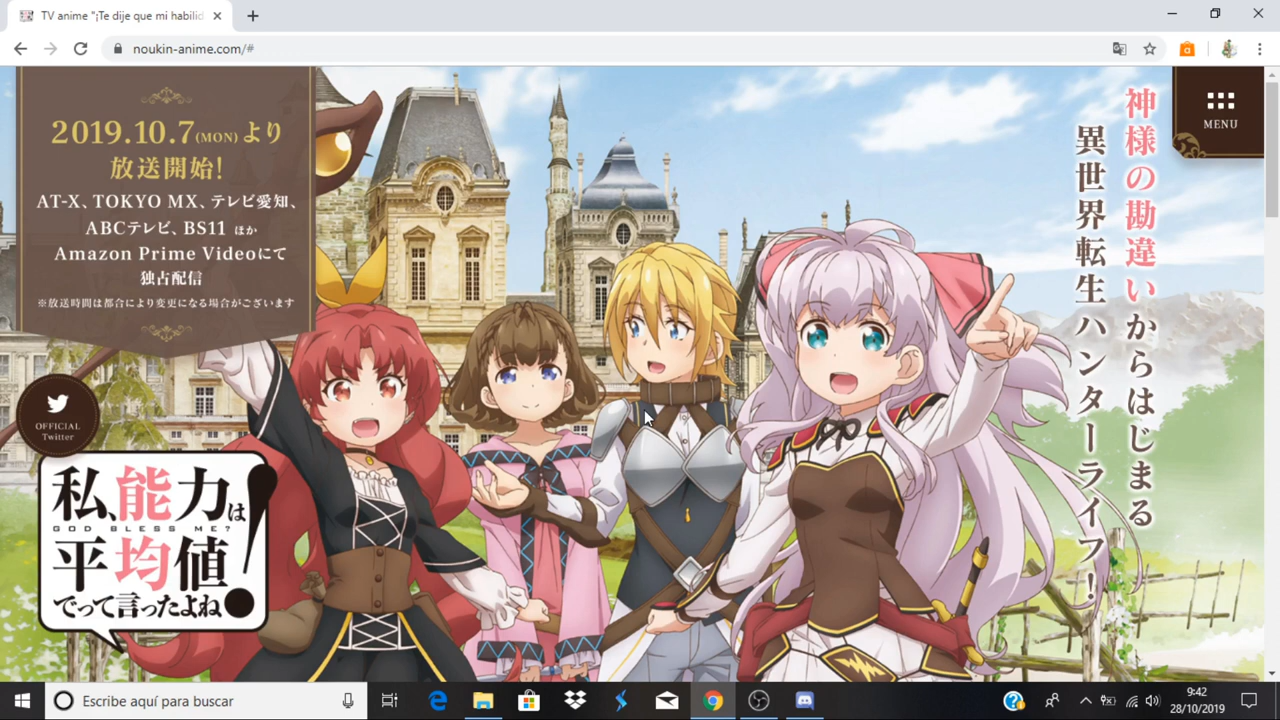 TV anime "¡Te dije que mi habilid
noukin-anime.com/#
2019.10.7(MON)より
放送開始!
AT-X、TOKYO MX、テレビ愛知、
ABCテレビ、BS11 ほか
Amazon Prime Videoにて
独占配信
※放送時間は都合により変更になる場合がございます
MENU
神様の勘違いからはじまる
異世界転生ハンターライフ!
OFFICIAL
Twitter
私、能力は
GOD BLESS ME?
平均値
でって言ったよね!
Escribe aquí para buscar
9:42
28/10/2019